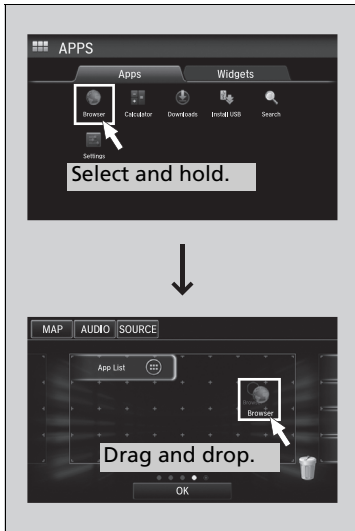 APPS
Apps Widgets
Browser Calculator Downloads Install USB Search
Settings
Select and hold.
MAP AUDIO SOURCE
App List
Browser
Drag and drop.
OK